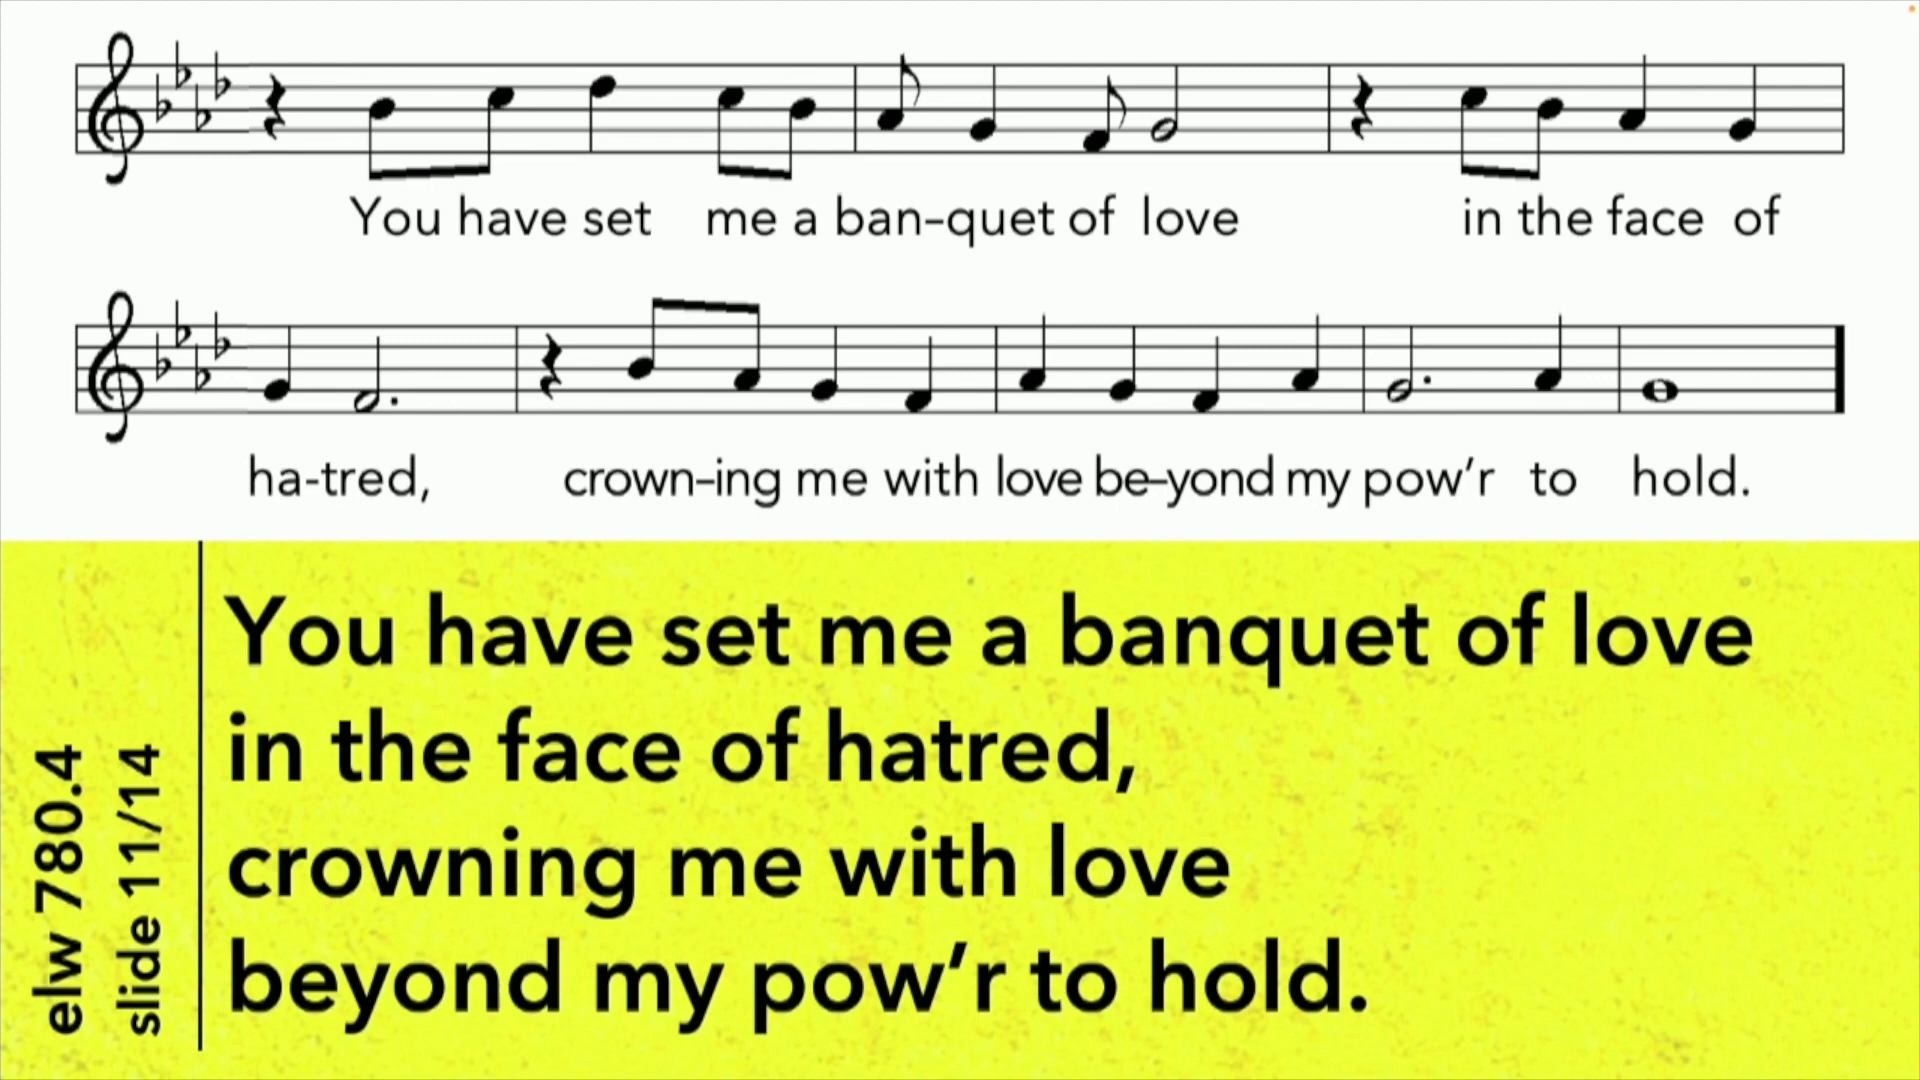 You have set me a ban-quet of love in the face of
ha-tred, crown-ing me with love be-yond my pow’r to hold.
elw 780.4
slide 11/14
You have set me a banquet of love
in the face of hatred,
crowning me with love
beyond my pow’r to hold.